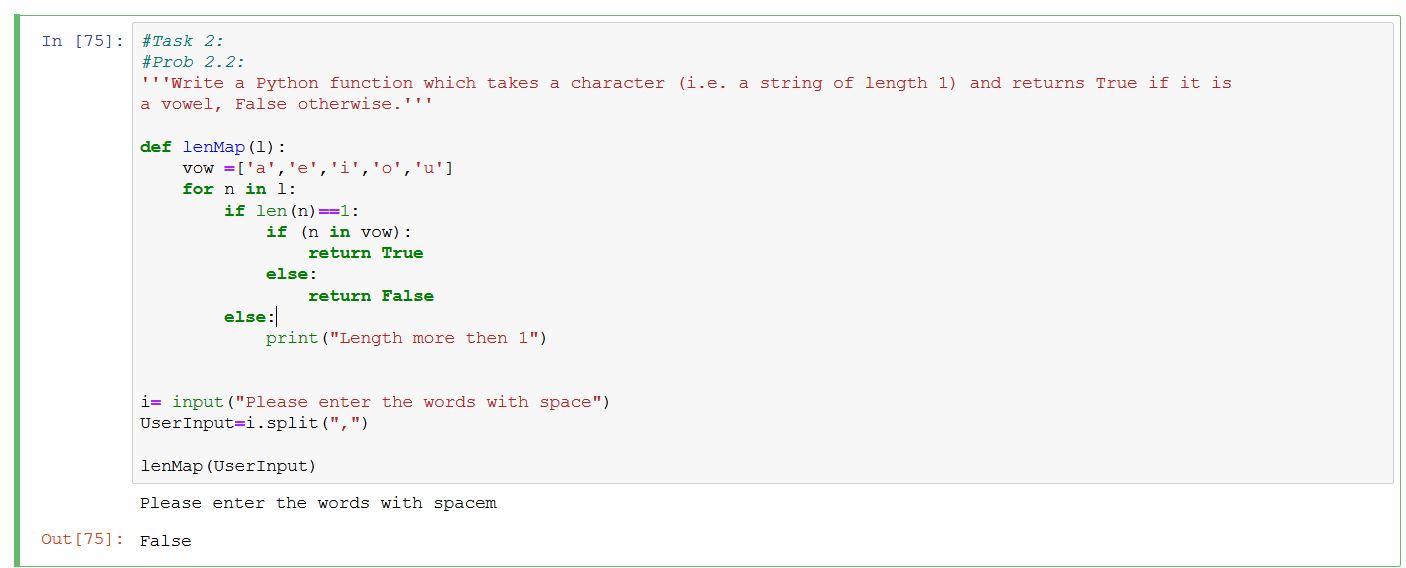 In [75]: #Task 2:
#Prob 2.2:
'''Write a Python function which takes a character (i.e. a string of length 1) and returns True if it is
a vowel, False otherwise.'''

def lenMap(l):
    vow =['a','e','i','o','u']
    for n in l:
        if len(n)==1:
            if (n in vow):
                return True
            else:
                return False
        else:
            print("Length more then 1")


i= input("Please enter the words with space")
UserInput=i.split(",")

lenMap(UserInput)
Please enter the words with spacem
Out[75]: False